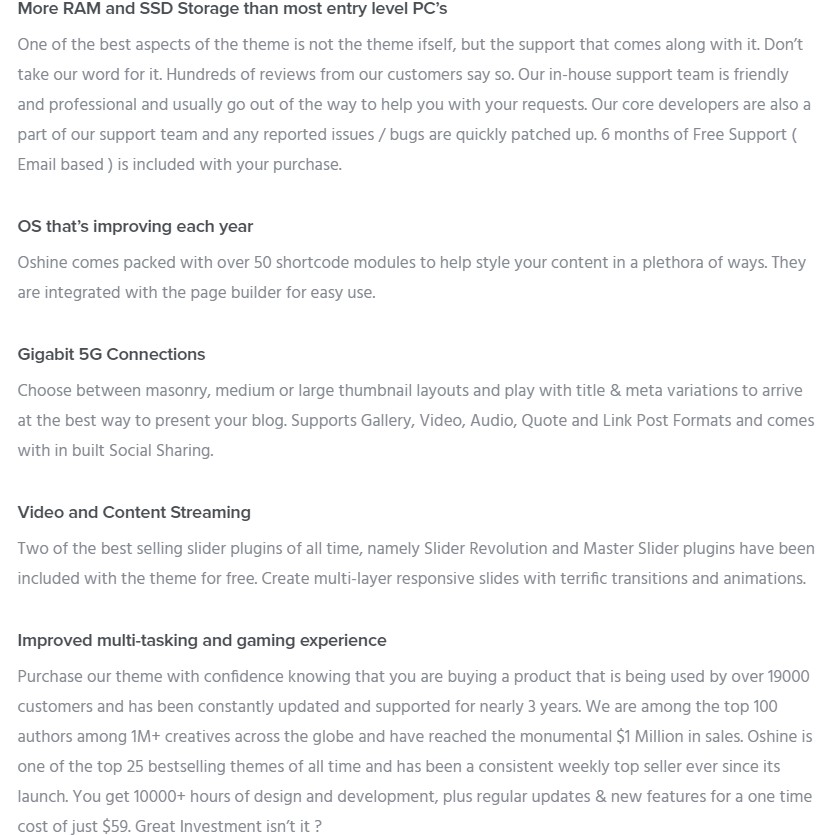 More RAM and SSD Storage than most entry level PC’s
One of the best aspects of the theme is not the theme ifself, but the support that comes along with it. Don’t
take our word for it. Hundreds of reviews from our customers say so. Our in-house support team is friendly
and professional and usually go out of the way to help you with your requests. Our core developers are also a
part of our support team and any reported issues / bugs are quickly patched up. 6 months of Free Support (
Email based ) is included with your purchase.
OS that’s improving each year
Oshine comes packed with over 50 shortcode modules to help style your content in a plethora of ways. They
are integrated with the page builder for easy use.
Gigabit 5G Connections
Choose between masonry, medium or large thumbnail layouts and play with title & meta variations to arrive
at the best way to present your blog. Supports Gallery, Video, Audio, Quote and Link Post Formats and comes
with in built Social Sharing.
Video and Content Streaming
Two of the best selling slider plugins of all time, namely Slider Revolution and Master Slider plugins have been
included with the theme for free. Create multi-layer responsive slides with terrific transitions and animations.
Improved multi-tasking and gaming experience
Purchase our theme with confidence knowing that you are buying a product that is being used by over 19000
customers and has been constantly updated and supported for nearly 3 years. We are among the top 100
authors among 1M+ creatives across the globe and have reached the monumental $1 Million in sales. Oshine is
one of the top 25 bestselling themes of all time and has been a consistent weekly top seller ever since its
launch. You get 10000+ hours of design and development, plus regular updates & new features for a one time
cost of just $59. Great Investment isn’t it ?